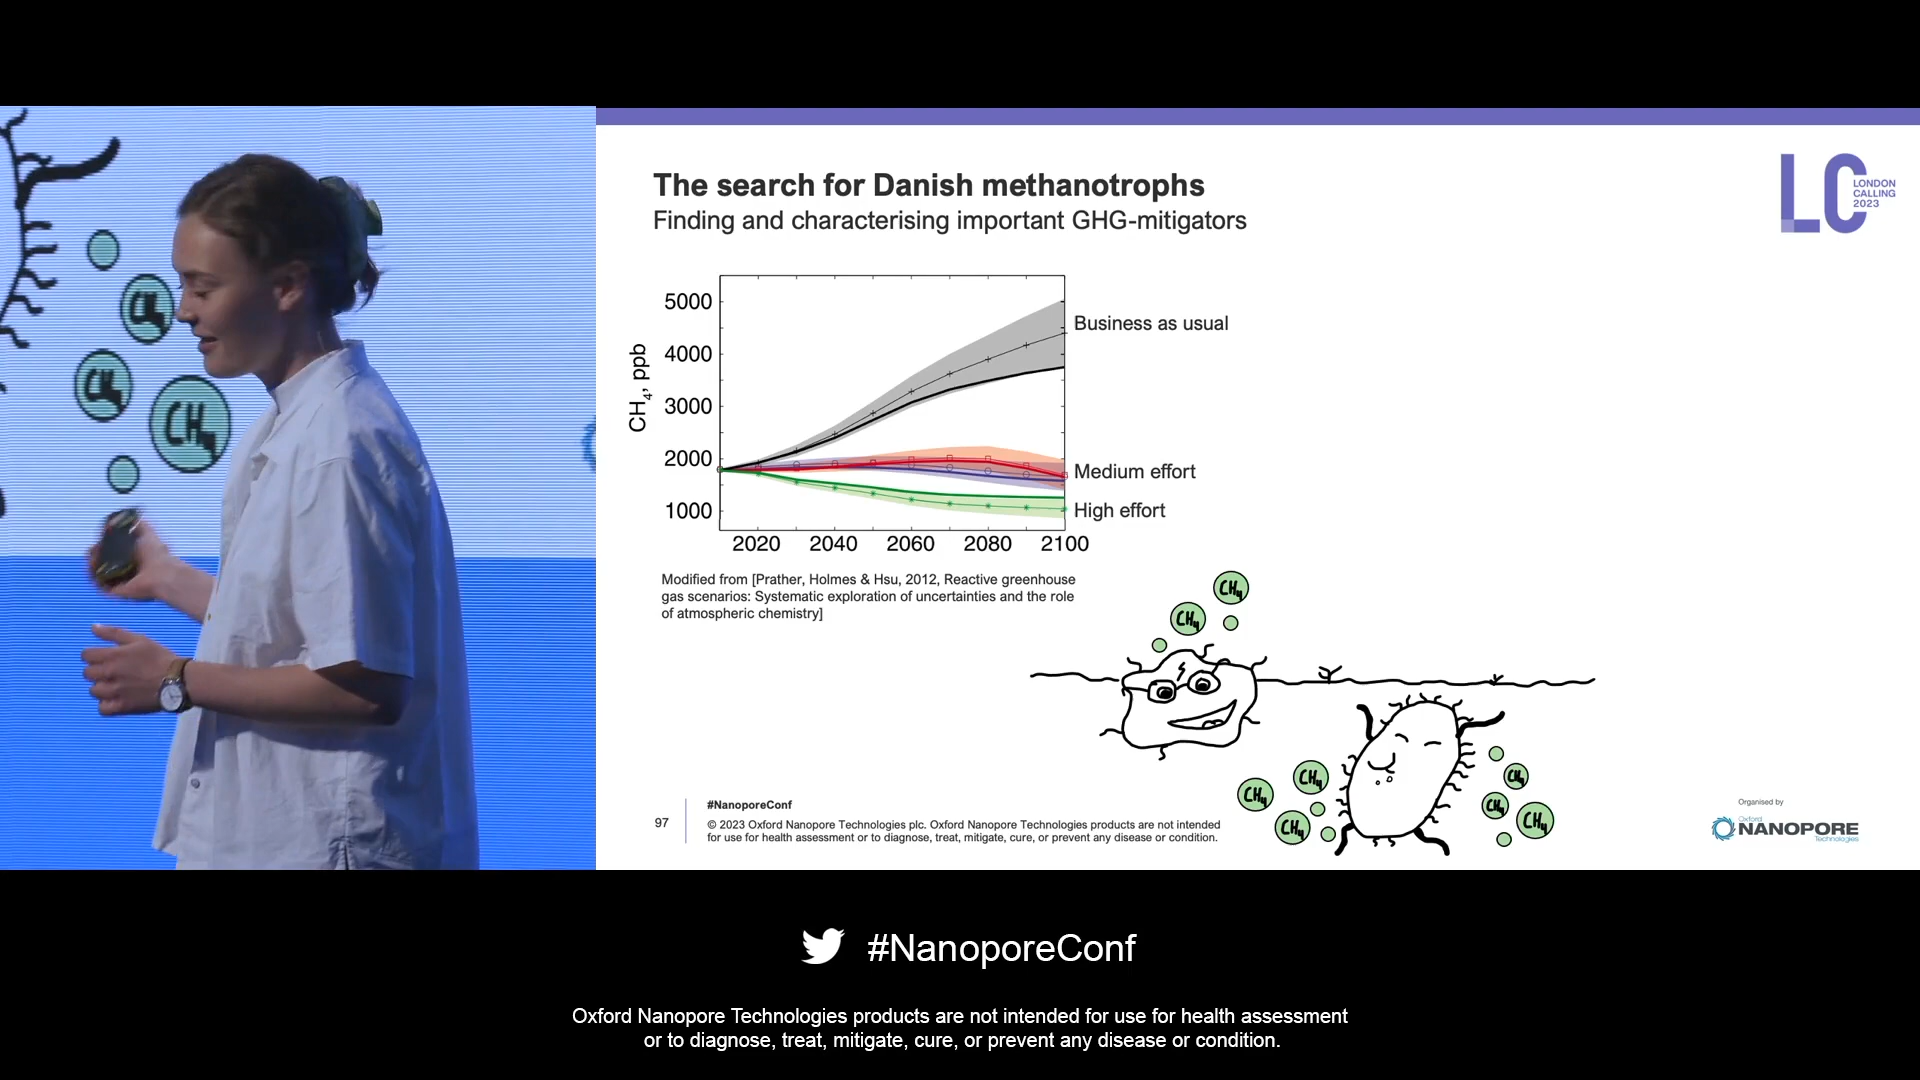 CH4
CH4
CH4
The search for Danish methanotrophs
Finding and characterising important GHG-mitigators
LC
LONDON
CALLING
2023
5000
4000
3000
2000
1000
CH4, ppb
2020 2040 2060 2080 2100
Business as usual
Medium effort
High effort
Modified from [Prather, Holmes & Hsu, 2012, Reactive greenhouse
gas scenarios: Systematic exploration of uncertainties and the role
of atmospheric chemistry]
CH4
CH4
CH4
CH4
CH4
CH4
CH4
CH4
97
#NanoporeConf
© 2023 Oxford Nanopore Technologies plc. Oxford Nanopore Technologies products are not intended
for use for health assessment or to diagnose, treat, mitigate, cure, or prevent any disease or condition.
Organised by
Oxford
NANOPORE
Technologies
#NanoporeConf
Oxford Nanopore Technologies products are not intended for use for health assessment
or to diagnose, treat, mitigate, cure, or prevent any disease or condition.